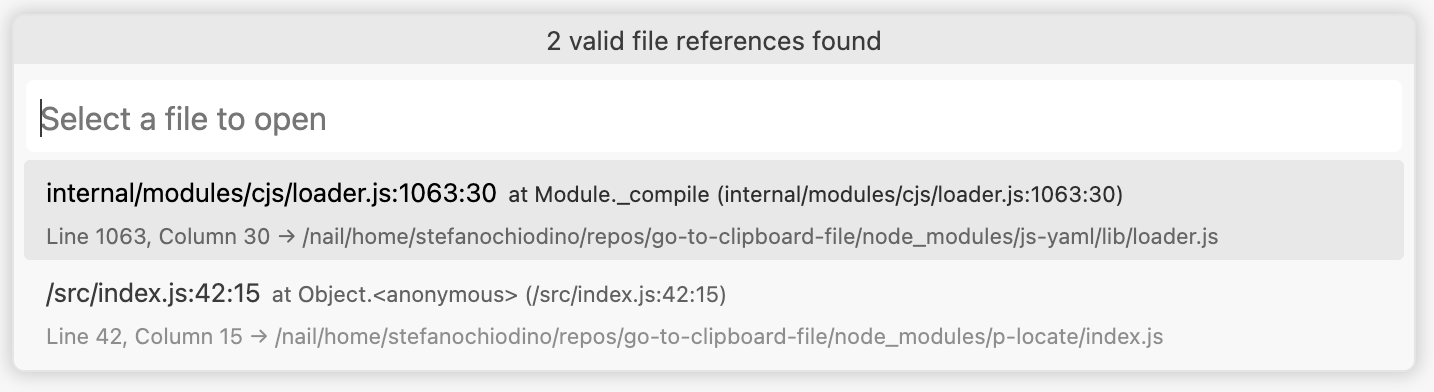 2 valid file references found
Select a file to open
internal/modules/cjs/loader.js:1063:30 at Module._compile (internal/modules/cjs/loader.js:1063:30)
Line 1063, Column 30 → /nail/home/stefanochiodino/repos/go-to-clipboard-file/node_modules/js-yaml/lib/loader.js
/src/index.js:42:15 at Object.<anonymous> (/src/index.js:42:15)
Line 42, Column 15 → /nail/home/stefanochiodino/repos/go-to-clipboard-file/node_modules/p-locate/index.js